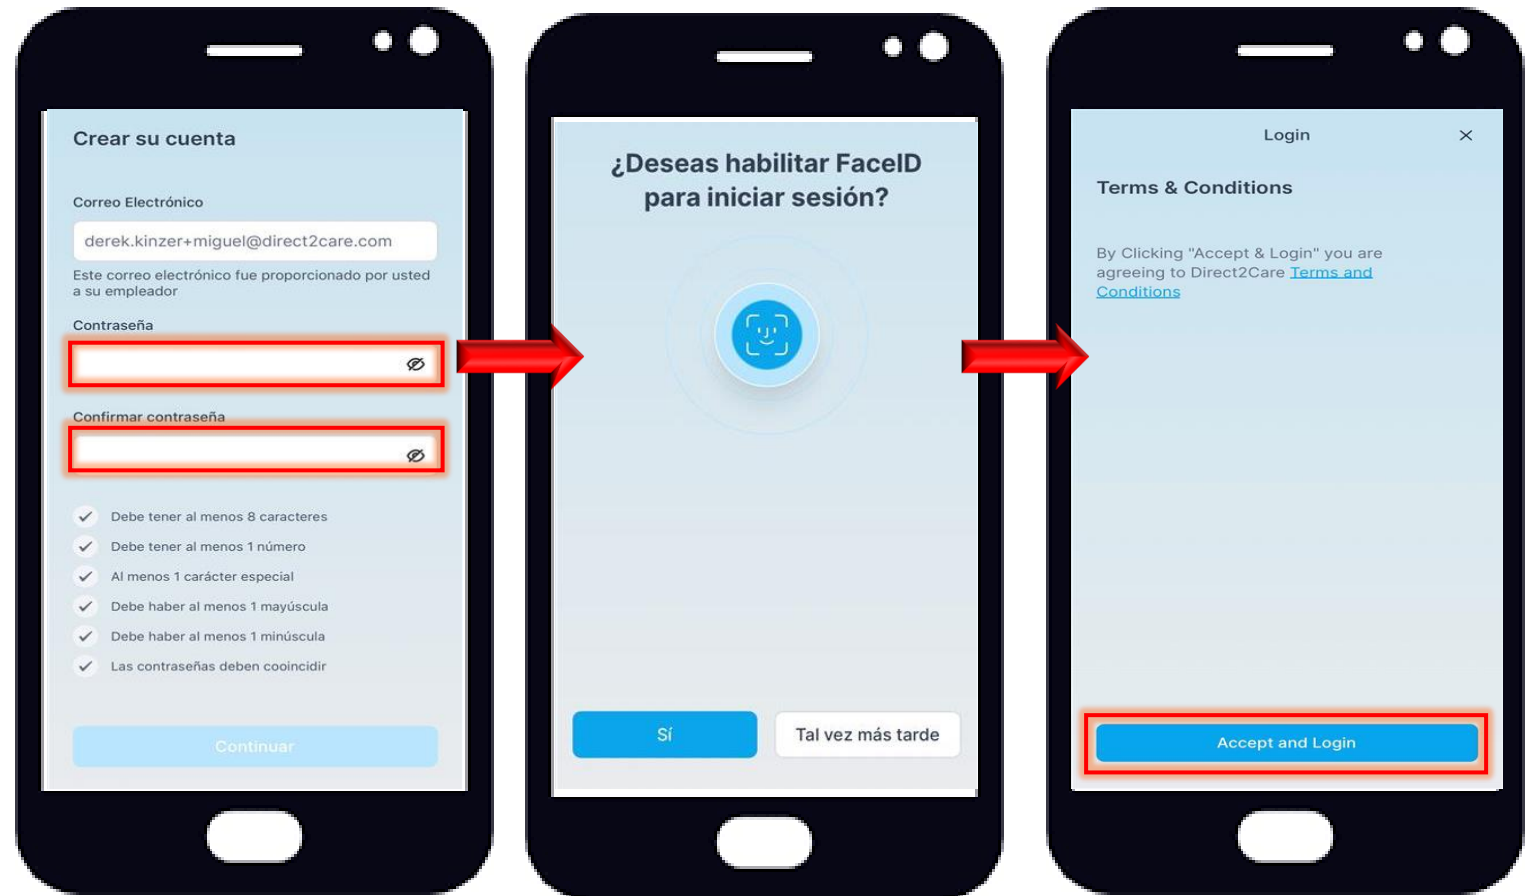 Crear su cuenta
Correo Electrónico
derek.kinzer+miguel@direct2care.com
Este correo electrónico fue proporcionado por usted
a su empleador
Contraseña
Confirmar contraseña
Debe tener al menos 8 caracteres
Debe tener al menos 1 número
Al menos 1 carácter especial
Debe haber al menos 1 mayúscula
Debe haber al menos 1 minúscula
Las contraseñas deben cooincidir
Continuar
¿Deseas habilitar FaceID
para iniciar sesión?
Sí
Tal vez más tarde
Login
Terms & Conditions
By Clicking "Accept & Login" you are
agreeing to Direct2Care Terms and
Conditions
Accept and Login